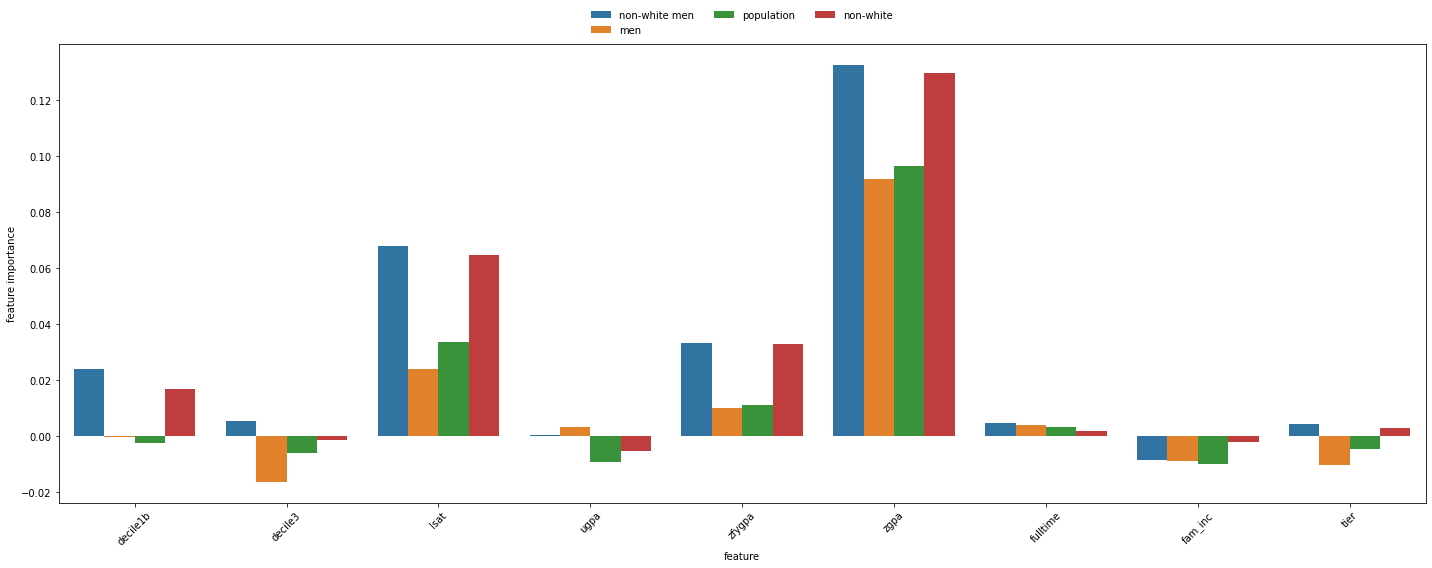 non-white men population non-white
men
feature importance
0.12
0.10
0.08
0.06
0.04
0.02
0.00
−0.02
decile1b decile3 lsat ugpa zfygpa zgpa fulltime fam_inc tier
feature